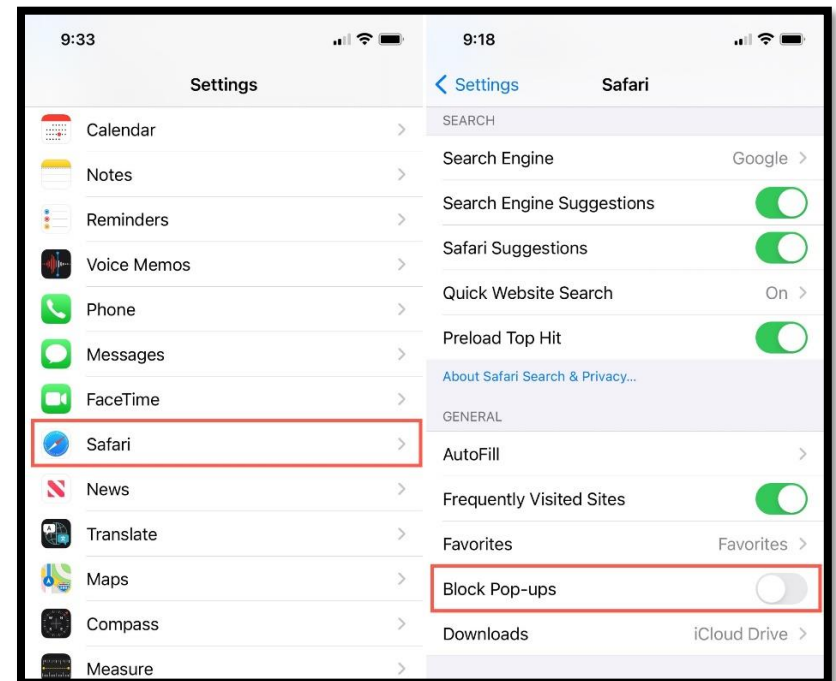 9:33
Settings
Calendar
Notes
Reminders
Voice Memos
Phone
Messages
FaceTime
Safari
News
Translate
Maps
Compass
Measure
9:18
Settings Safari
SEARCH
Search Engine Google
Search Engine Suggestions
Safari Suggestions
Quick Website Search On
Preload Top Hit
About Safari Search & Privacy...
GENERAL
AutoFill
Frequently Visited Sites
Favorites Favorites
Block Pop-ups
Downloads iCloud Drive